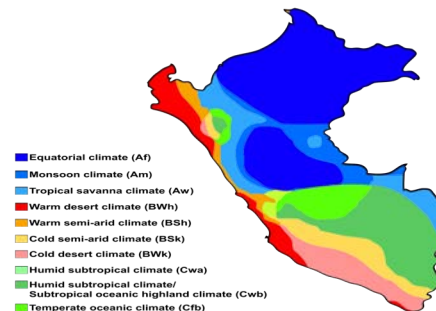 Equatorial climate (Af)
Monsoon climate (Am)
Tropical savanna climate (Aw)
Warm desert climate (BWh)
Warm semi-arid climate (BSh)
Cold semi-arid climate (BSk)
Cold desert climate (BWk)
Humid subtropical climate (Cwa)
Humid subtropical climate/
Subtropical oceanic highland climate (Cwb)
Temperate oceanic climate (Cfb)